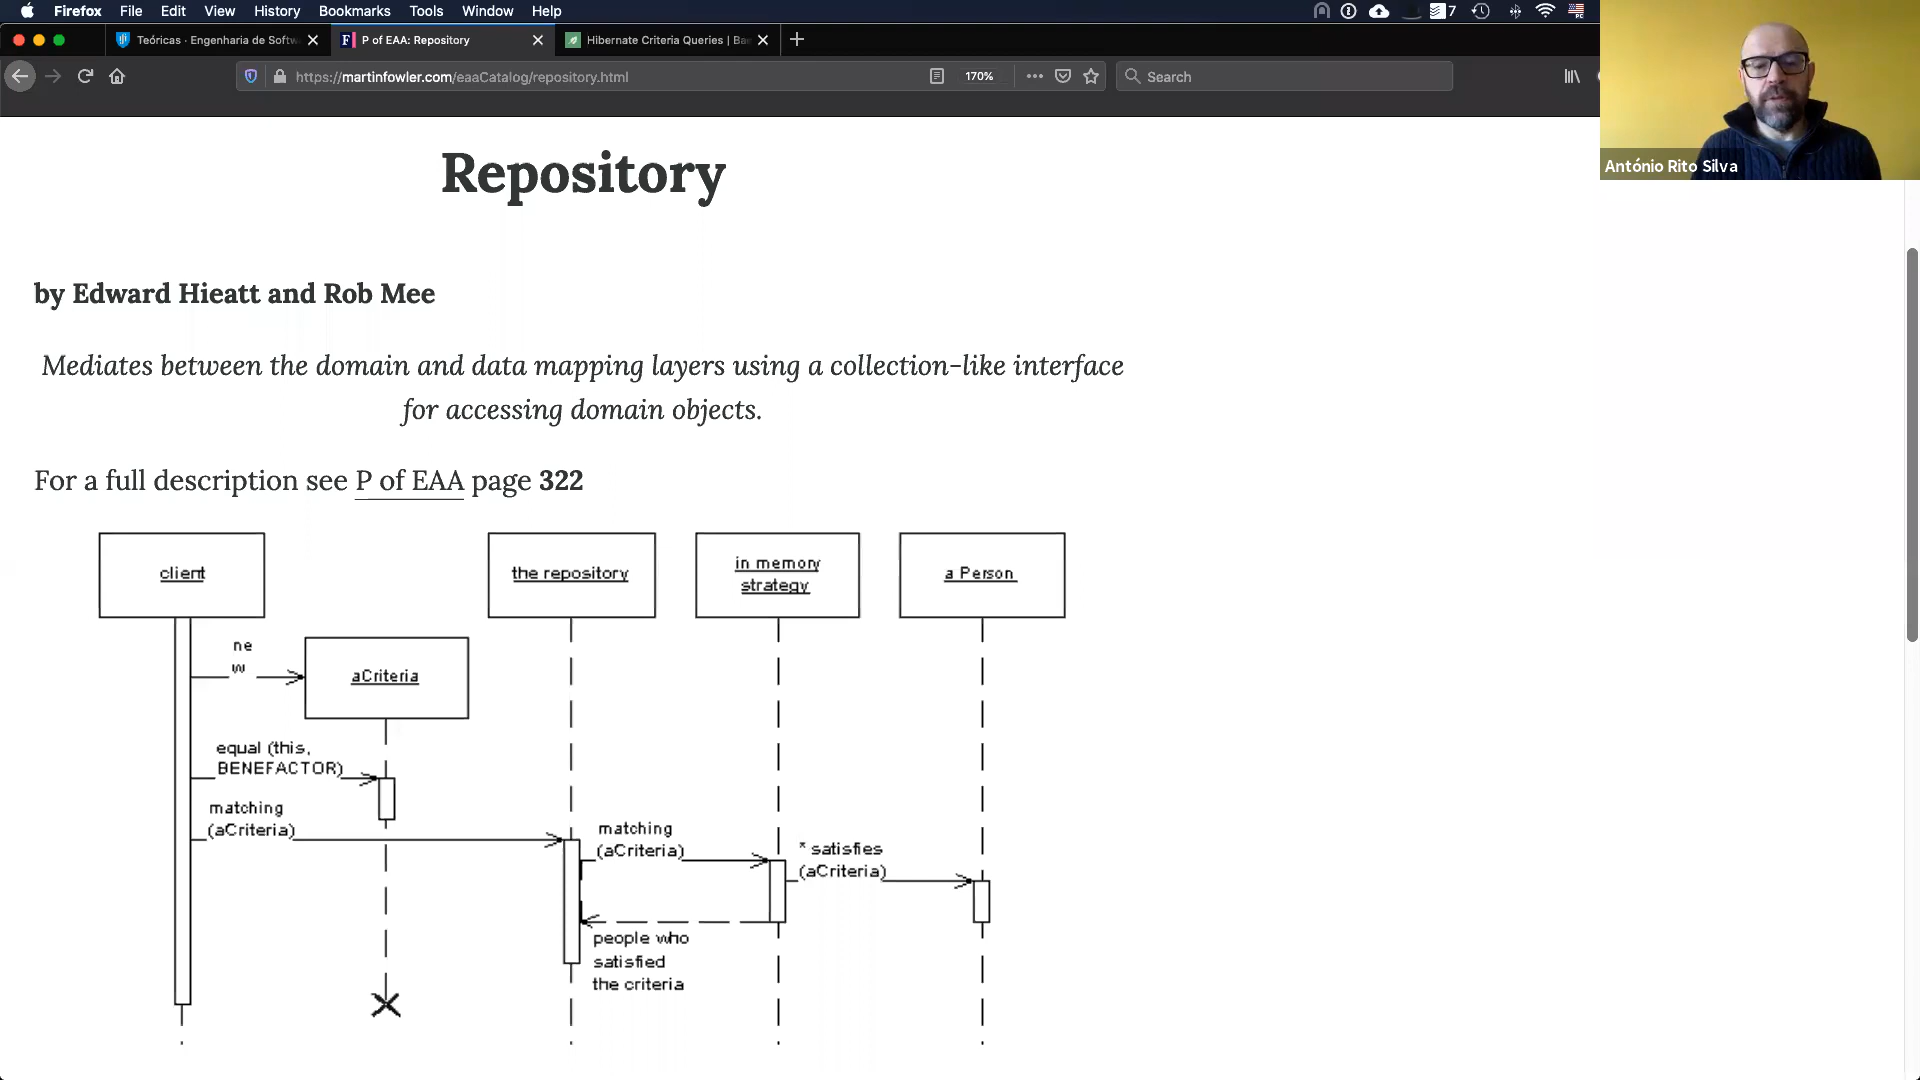 Firefox File Edit View History Bookmarks Tools Window Help 7
Teóricas · Engenharia de Softw
P of EAA: Repository
Hibernate Criteria Queries | Ba
https://martinfowler.com/eaaCatalog/repository.html
170%
Search
António Rito Silva
Repository
by Edward Hieatt and Rob Mee
Mediates between the domain and data mapping layers using a collection-like interface
for accessing domain objects.
For a full description see P of EAA page 322
client
the repository
in memory
strategy
a Person
ne
w
aCriteria
equal (this,
BENEFACTOR)
matching
(aCriteria)
matching
(aCriteria)
* satisfies
(aCriteria)
people who
satisfied
the criteria